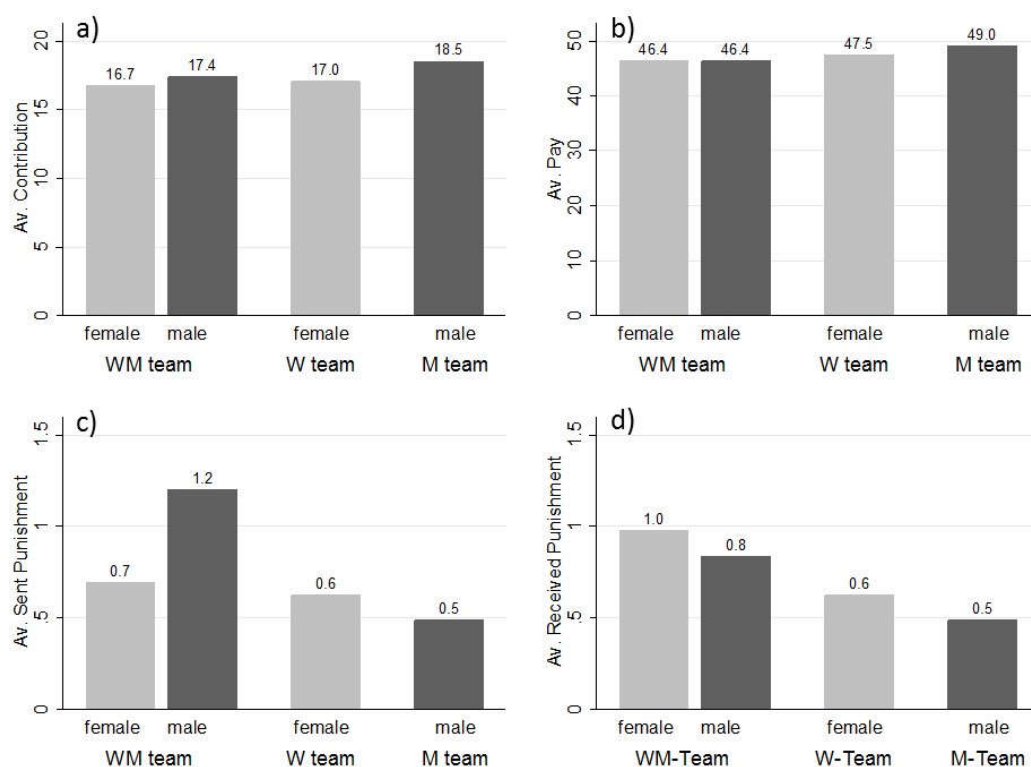 a)
Av. Contribution
20
15
10
5
0
16.7 17.4 17.0 18.5
female male female male
WM team W team M team
b)
Av. Pay
50
40
30
20
10
0
46.4 46.4 47.5 49.0
female male female male
WM team W team M team
c)
Av. Sent Punishment
1.5
1
.5
0
0.7 1.2 0.6 0.5
female male female male
WM team W team M team
d)
Av. Received Punishment
1.5
1
.5
0
1.0 0.8 0.6 0.5
female male female male
WM-Team W-Team M-Team